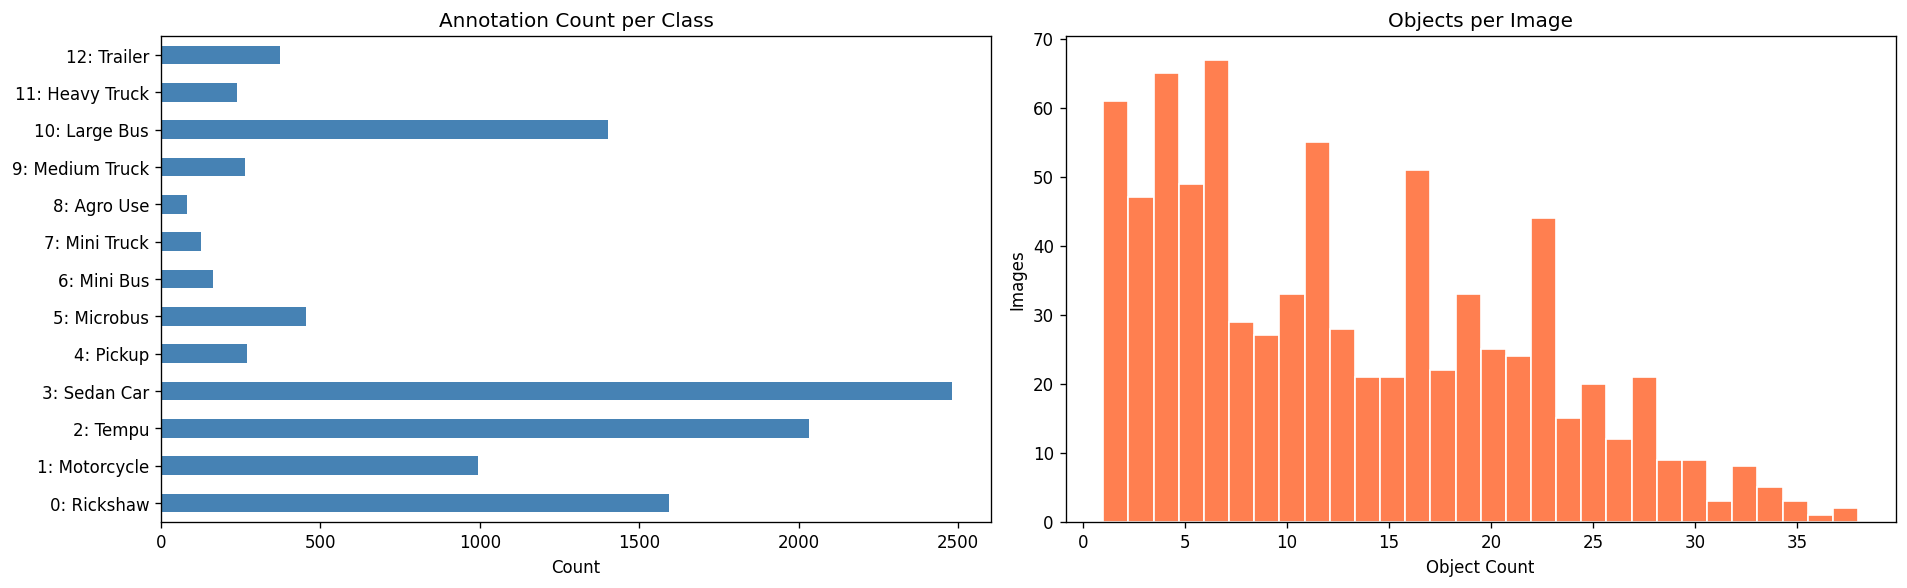 Annotation Count per Class
12: Trailer
11: Heavy Truck
10: Large Bus
9: Medium Truck
8: Agro Use
7: Mini Truck
6: Mini Bus
5: Microbus
4: Pickup
3: Sedan Car
2: Tempu
1: Motorcycle
0: Rickshaw
0 500 1000 1500 2000 2500
Count
Objects per Image
70
60
50
40
30
20
10
0
Images
0 5 10 15 20 25 30 35
Object Count